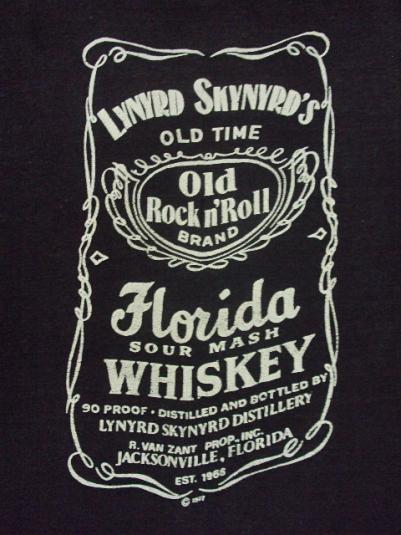 LYNYRD SKYNYRD'S
OLD TIME
Old
Rock n' Roll
BRAND
Florida
SOUR MASH
WHISKEY
90 PROOF • DISTILLED AND BOTTLED BY
LYNYRD SKYNYRD DISTILLERY
R. VAN ZANT PROP., INC.
JACKSONVILLE, FLORIDA
EST. 1965
© 1977